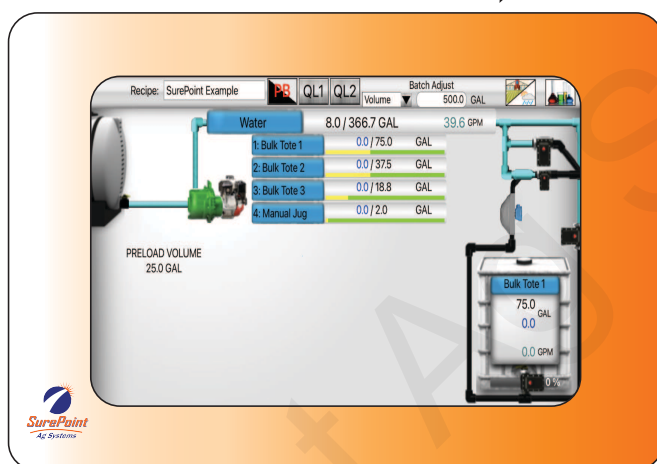 Recipe: SurePoint Example PB QL1 QL2 Volume Batch Adjust 500.0 GAL
Water 8.0 / 366.7 GAL 39.6 GPM
1: Bulk Tote 1 0.0 / 75.0 GAL
2: Bulk Tote 2 0.0 / 37.5 GAL
3: Bulk Tote 3 0.0 / 18.8 GAL
4: Manual Jug 0.0 / 2.0 GAL
PRELOAD VOLUME
25.0 GAL
Bulk Tote 1
75.0
GAL
0.0
0.0 GPM
0 %
SurePoint
Ag Systems